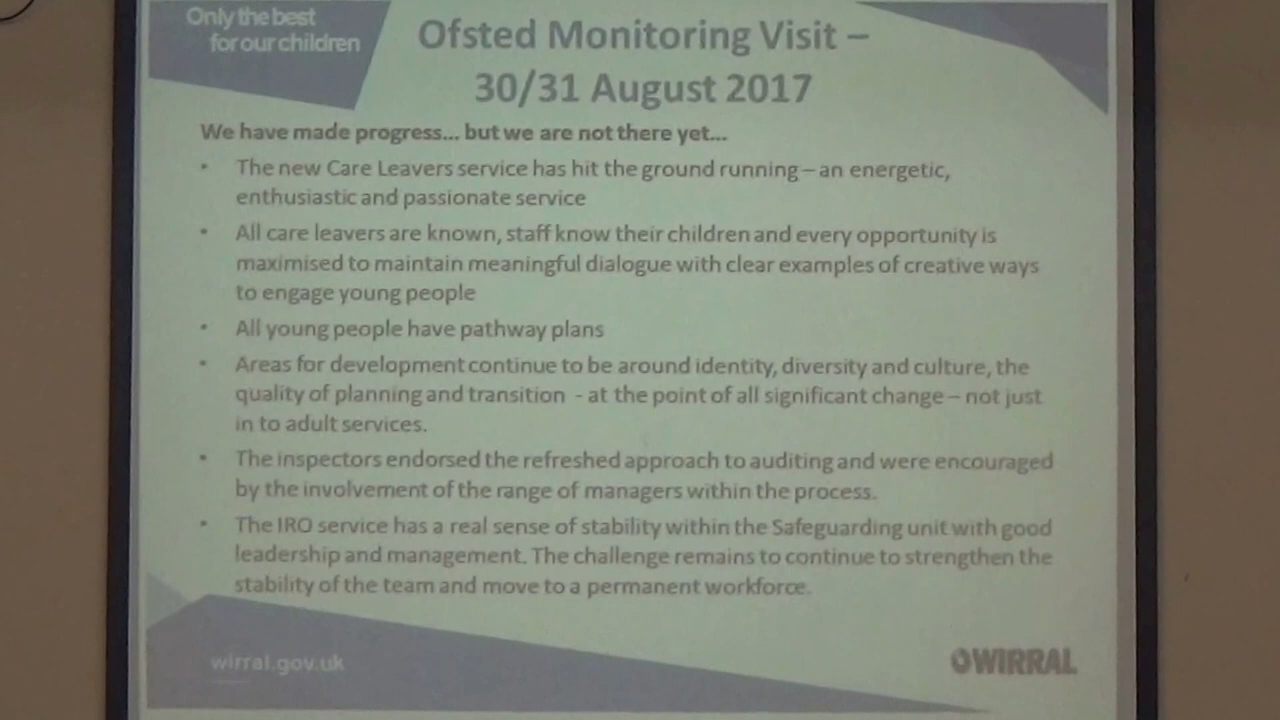 Only the best
for our children
Ofsted Monitoring Visit –
30/31 August 2017
We have made progress... but we are not there yet...
• The new Care Leavers service has hit the ground running – an energetic,
enthusiastic and passionate service
• All care leavers are known, staff know their children and every opportunity is
maximised to maintain meaningful dialogue with clear examples of creative ways
to engage young people
• All young people have pathway plans
• Areas for development continue to be around identity, diversity and culture, the
quality of planning and transition - at the point of all significant change – not just
in to adult services.
• The inspectors endorsed the refreshed approach to auditing and were encouraged
by the involvement of the range of managers within the process.
• The IRO service has a real sense of stability within the Safeguarding unit with good
leadership and management. The challenge remains to continue to strengthen the
stability of the team and move to a permanent workforce.
wirral.gov.uk
WIRRAL